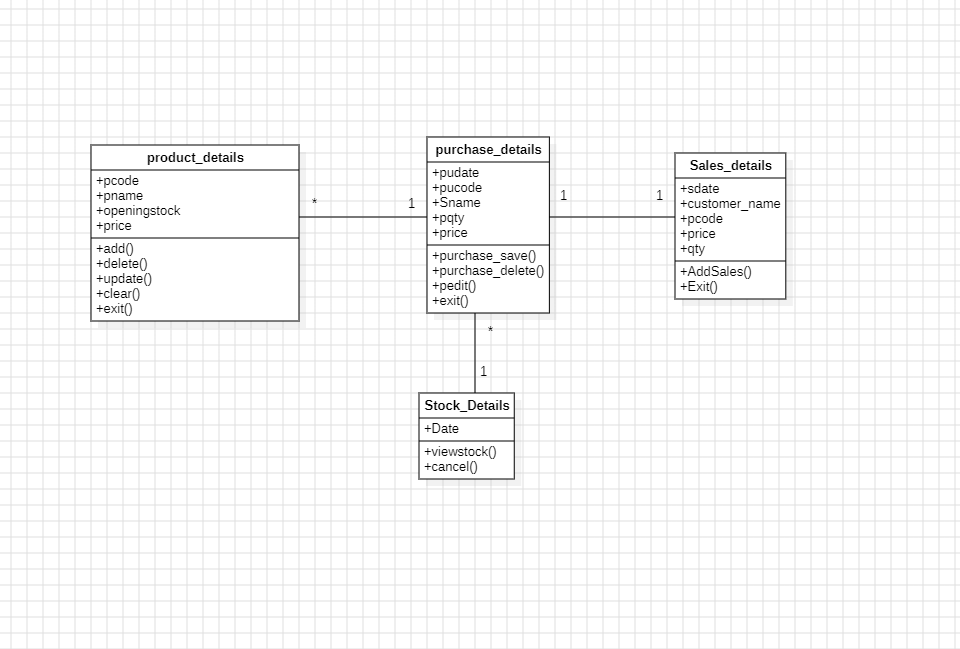 product_details
+pcode
+pname
+openingstock
+price
+add()
+delete()
+update()
+clear()
+exit()
*
1
purchase_details
+pudate
+pucode
+Sname
+pqty
+price
+purchase_save()
+purchase_delete()
+pedit()
+exit()
1
1
Sales_details
+sdate
+customer_name
+pcode
+price
+qty
+AddSales()
+Exit()
*
1
Stock_Details
+Date
+viewstock()
+cancel()